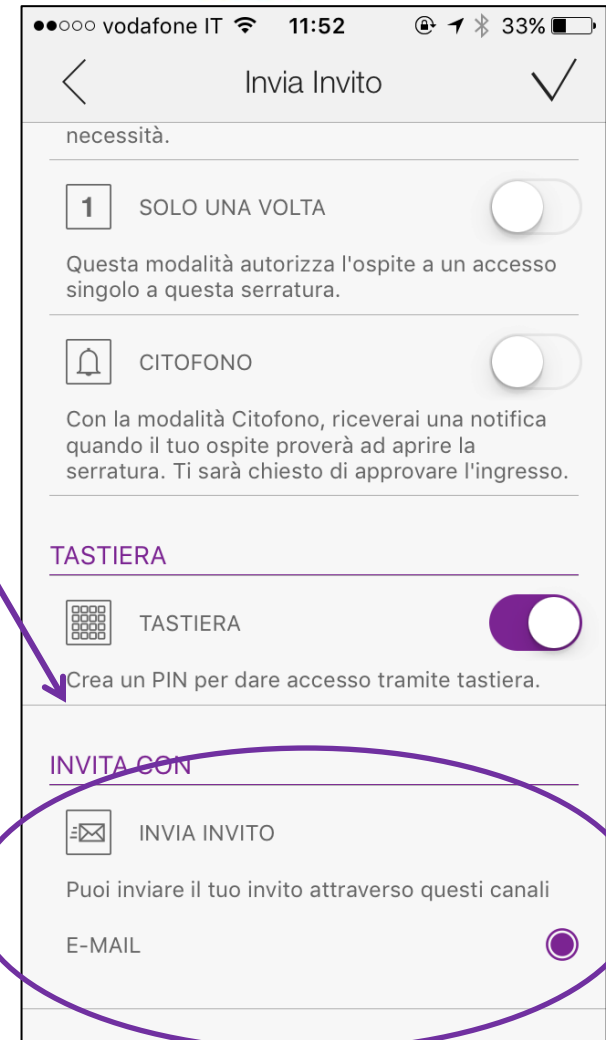 vodafone IT 11:52 33%
Invia Invito
necessità.
1 SOLO UNA VOLTA
Questa modalità autorizza l'ospite a un accesso
singolo a questa serratura.
CITOFONO
Con la modalità Citofono, riceverai una notifica
quando il tuo ospite proverà ad aprire la
serratura. Ti sarà chiesto di approvare l'ingresso.
TASTIERA
TASTIERA
Crea un PIN per dare accesso tramite tastiera.
INVITA CON
INVIA INVITO
Puoi inviare il tuo invito attraverso questi canali
E-MAIL